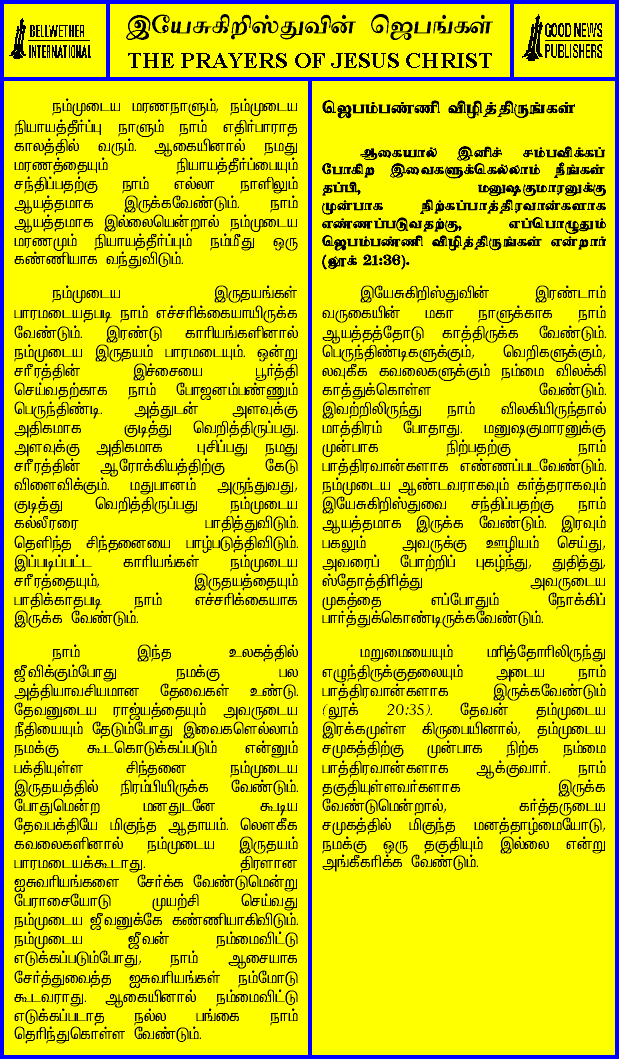 BELLWETHER
INTERNATIONAL
இயேசுகிறிஸ்துவின் ஜெபங்கள்
THE PRAYERS OF JESUS CHRIST
GOOD NEWS
PUBLISHERS
நம்முடைய மரணநாளும், நம்முடைய
நியாயத்தீர்ப்பு நாளும் நாம் எதிர்பாராத
காலத்தில் வரும். ஆகையினால் நமது
மரணத்தையும் நியாயத்தீர்ப்பையும்
சந்திப்பதற்கு நாம் எல்லா நாளிலும்
ஆயத்தமாக இருக்கவேண்டும். நாம்
ஆயத்தமாக இல்லையென்றால் நம்முடைய
மரணமும் நியாயத்தீர்ப்பும் நம்மீது ஒரு
கண்ணியாக வந்துவிடும்.
நம்முடைய இருதயங்கள்
பாரமடையதபடி நாம் எச்சரிக்கையாயிருக்க
வேண்டும். இரண்டு காரியங்களினால்
நம்முடைய இருதயம் பாரமடையும். ஒன்று
சரீரத்தின் இச்சையை பூர்த்தி
செய்வதற்காக நாம் போஜனம்பண்ணும்
பெருந்திண்டி. அத்துடன் அளவுக்கு
அதிகமாக குடித்து வெறித்திருப்பது.
அளவுக்கு அதிகமாக புசிப்பது நமது
சரீரத்தின் ஆரோக்கியத்திற்கு கேடு
விளைவிக்கும். மதுபானம் அருந்துவது,
குடித்து வெறித்திருப்பது நம்முடைய
கல்லீரரை பாதித்துவிடும்.
தெளிந்த சிந்தனையை பாழ்படுத்திவிடும்.
இப்படிப்பட்ட காரியங்கள் நம்முடைய
சரீரத்தையும், இருதயத்தையும்
பாதிக்காதபடி நாம் எச்சரிக்கையாக
இருக்க வேண்டும்.
நாம் இந்த உலகத்தில்
ஜீவிக்கும்போது நமக்கு பல
அத்தியாவசியமான தேவைகள் உண்டு.
தேவனுடைய ராஜ்யத்தையும் அவருடைய
நீதியையும் தேடும்போது இவைகளெல்லாம்
நமக்கு கூடகொடுக்கப்படும் என்னும்
பக்தியுள்ள சிந்தனை நம்முடைய
இருதயத்தில் நிரம்பியிருக்க வேண்டும்.
போதுமென்ற மனதுடனே கூடிய
தேவபக்தியே மிகுந்த ஆதாயம். லௌகீக
கவலைகளினால் நம்முடைய இருதயம்
பாரமடையக்கூடாது. திரளான
ஐசுவரியங்களை சேர்க்க வேண்டுமென்று
பேராசையோடு முயற்சி செய்வது
நம்முடைய ஜீவனுக்கே கண்ணியாகிவிடும்.
நம்முடைய ஜீவன் நம்மைவிட்டு
எடுக்கப்படும்போது, நாம் ஆசையாக
சேர்த்துவைத்த ஐசுவரியங்கள் நம்மோடு
கூடவராது. ஆகையினால் நம்மைவிட்டு
எடுக்கப்படாத நல்ல பங்கை நாம்
தெரிந்துகொள்ள வேண்டும்.
ஜெபம்பண்ணி விழித்திருங்கள்
ஆகையால் இனிச் சம்பவிக்கப்
போகிற இவைகளுக்கெல்லாம் நீங்கள்
தப்பி, மனுஷகுமாரனுக்கு
முன்பாக நிற்கப்பாத்திரவான்களாக
எண்ணப்படுவதற்கு, எப்பொழுதும்
ஜெபம்பண்ணி விழித்திருங்கள் என்றார்
(லூக் 21:36).
இயேசுகிறிஸ்துவின் இரண்டாம்
வருகையின் மகா நாளுக்காக நாம்
ஆயத்தத்தோடு காத்திருக்க வேண்டும்.
பெருந்திண்டிகளுக்கும், வெறிகளுக்கும்,
லவுகீக கவலைகளுக்கும் நம்மை விலக்கி
காத்துக்கொள்ள வேண்டும்.
இவற்றிலிருந்து நாம் விலகியிருந்தால்
மாத்திரம் போதாது. மனுஷகுமாரனுக்கு
முன்பாக நிற்பதற்கு நாம்
பாத்திரவான்களாக எண்ணப்படவேண்டும்.
நம்முடைய ஆண்டவராகவும் கர்த்தராகவும்
இயேசுகிறிஸ்துவை சந்திப்பதற்கு நாம்
ஆயத்தமாக இருக்க வேண்டும். இரவும்
பகலும் அவருக்கு ஊழியம் செய்து,
அவரைப் போற்றிப் புகழ்ந்து, துதித்து,
ஸ்தோத்திரித்து அவருடைய
முகத்தை எப்போதும் நோக்கிப்
பார்த்துக்கொண்டிருக்கவேண்டும்.
மறுமையையும் மரித்தோரிலிருந்து
எழுந்திருக்குதலையும் அடைய நாம்
பாத்திரவான்களாக இருக்கவேண்டும்
(லூக் 20:35). தேவன் தம்முடைய
இரக்கமுள்ள கிருபையினால், தம்முடைய
சமுகத்திற்கு முன்பாக நிற்க நம்மை
பாத்திரவான்களாக ஆக்குவார். நாம்
தகுதியுள்ளவர்களாக இருக்க
வேண்டுமென்றால், கர்த்தருடைய
சமுகத்தில் மிகுந்த மனத்தாழ்மையோடு,
நமக்கு ஒரு தகுதியும் இல்லை என்று
அங்கீகரிக்க வேண்டும்.